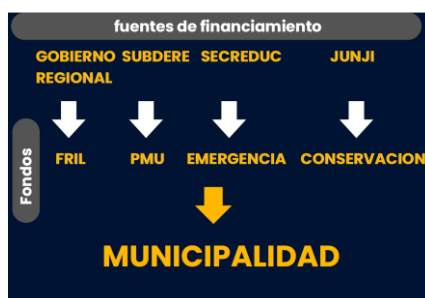 fuentes de financiamiento
GOBIERNO REGIONAL
SUBDERE
SECREDUC
JUNJI
Fondos
FRIL
PMU
EMERGENCIA
CONSERVACION
MUNICIPALIDAD